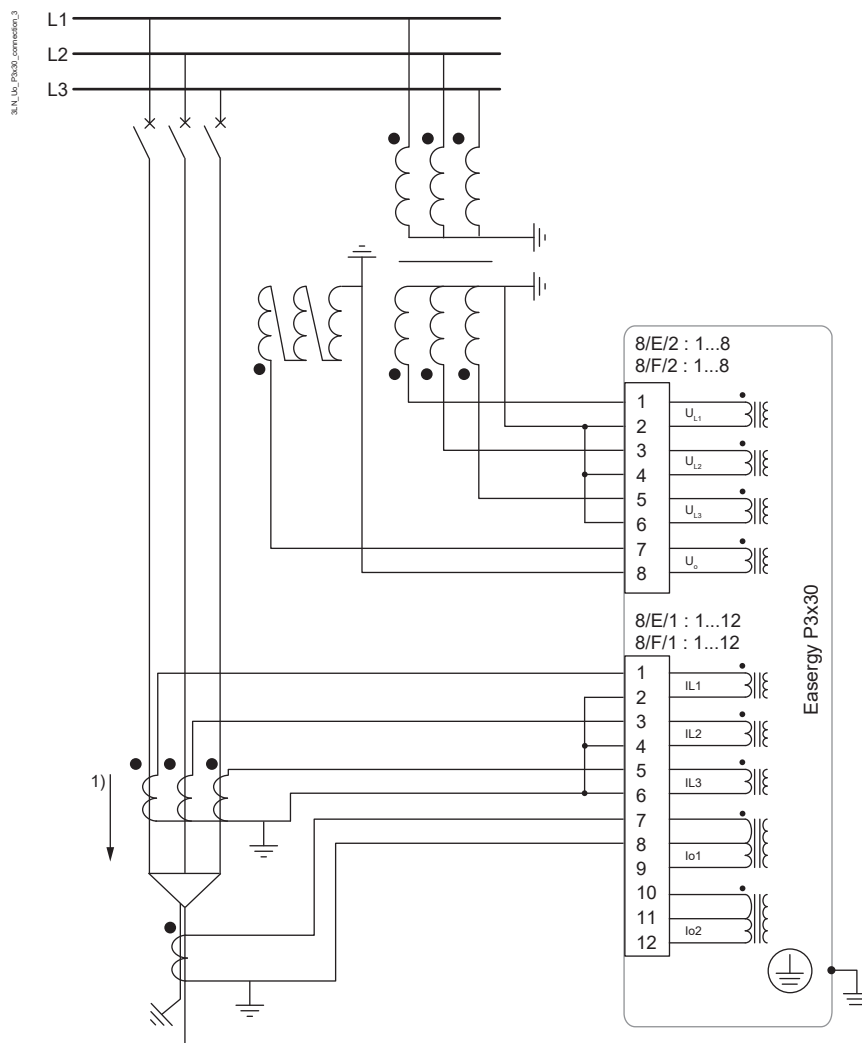 3LN_Uo_P3x30_connection_3
L1
L2
L3
8/E/2 : 1...8
8/F/2 : 1...8
1
2
3
4
5
6
7
8
U_L1
U_L2
U_L3
U_o
8/E/1 : 1...12
8/F/1 : 1...12
1
2
3
4
5
6
7
8
9
10
11
12
IL1
IL2
IL3
Io1
Io2
Easergy P3x30
1)